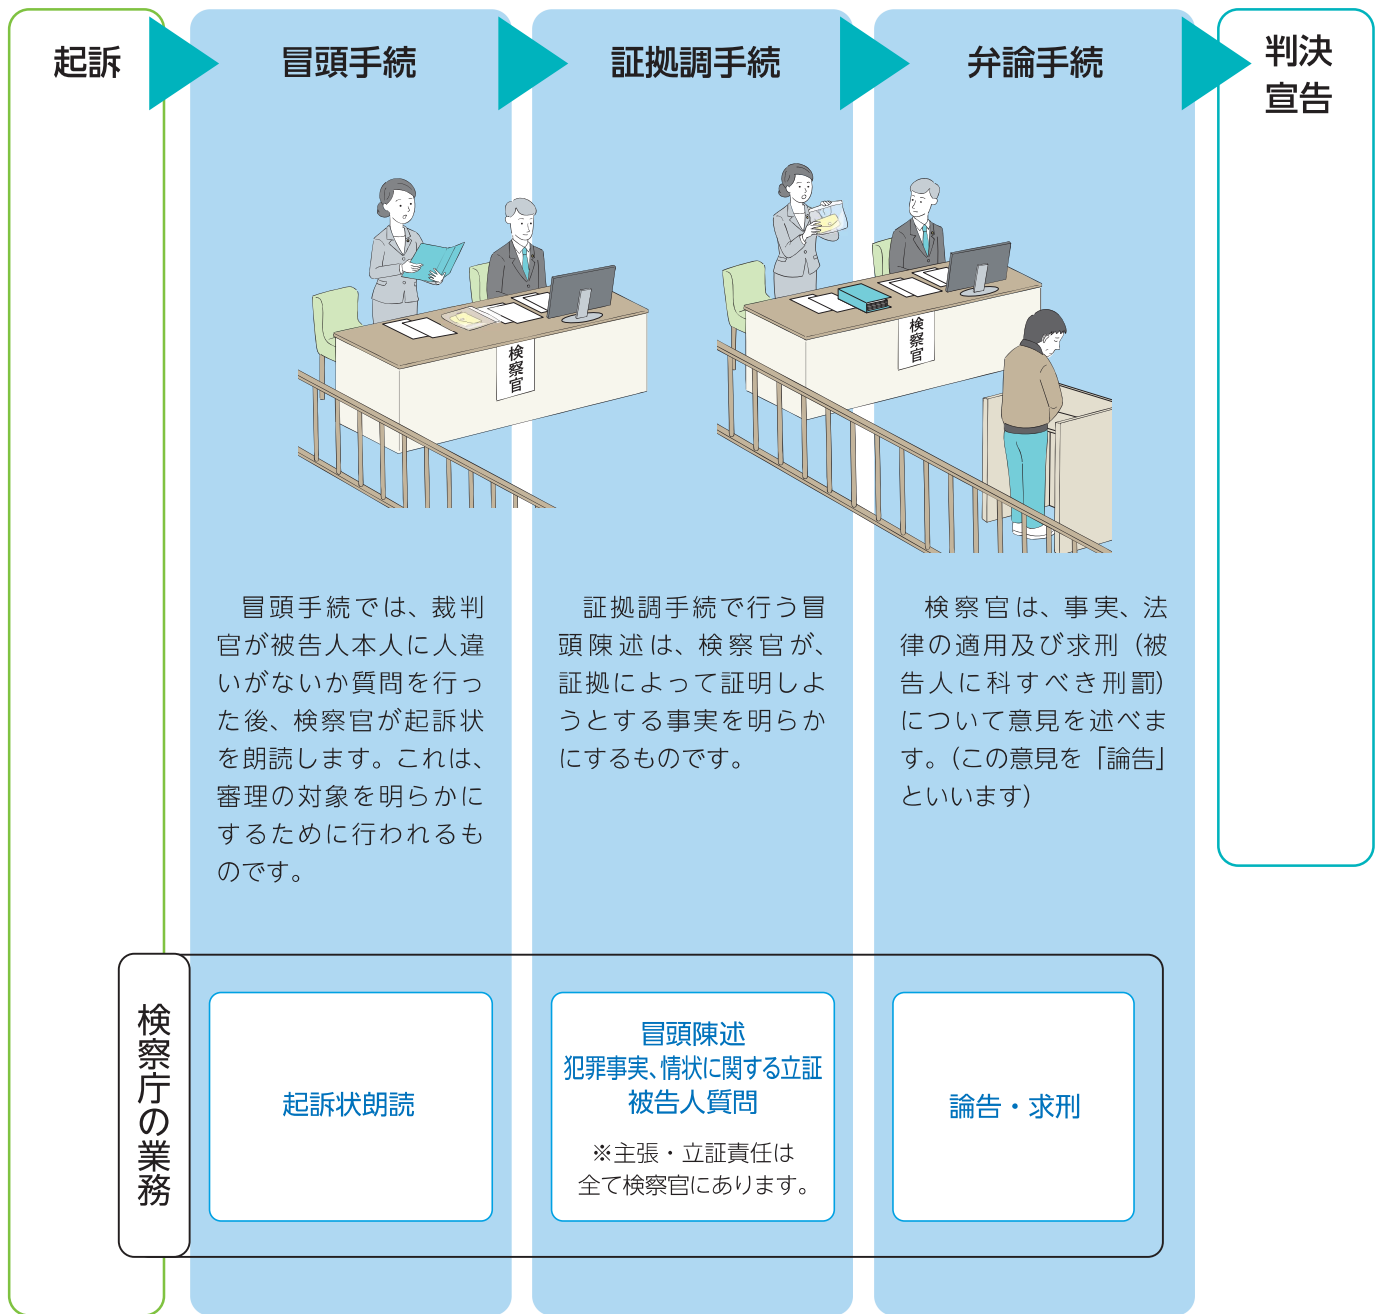 起訴
冒頭手続
証拠調手続
弁論手続
判決
宣告
検察官
検察官
冒頭手続では、裁判
官が被告人本人に人違
いがないか質問を行っ
た後、検察官が起訴状
を朗読します。これは、
審理の対象を明らかに
するために行われるも
のです。
証拠調手続で行う冒
頭陳述は、検察官が、
証拠によって証明しよ
うとする事実を明らか
にするものです。
検察官は、事実、法
律の適用及び求刑（被
告人に科すべき刑罰）
について意見を述べま
す。（この意見を「論告」
といいます）
検察庁の業務
起訴状朗読
冒頭陳述
犯罪事実、情状に関する立証
被告人質問
※主張・立証責任は
全て検察官にあります。
論告・求刑